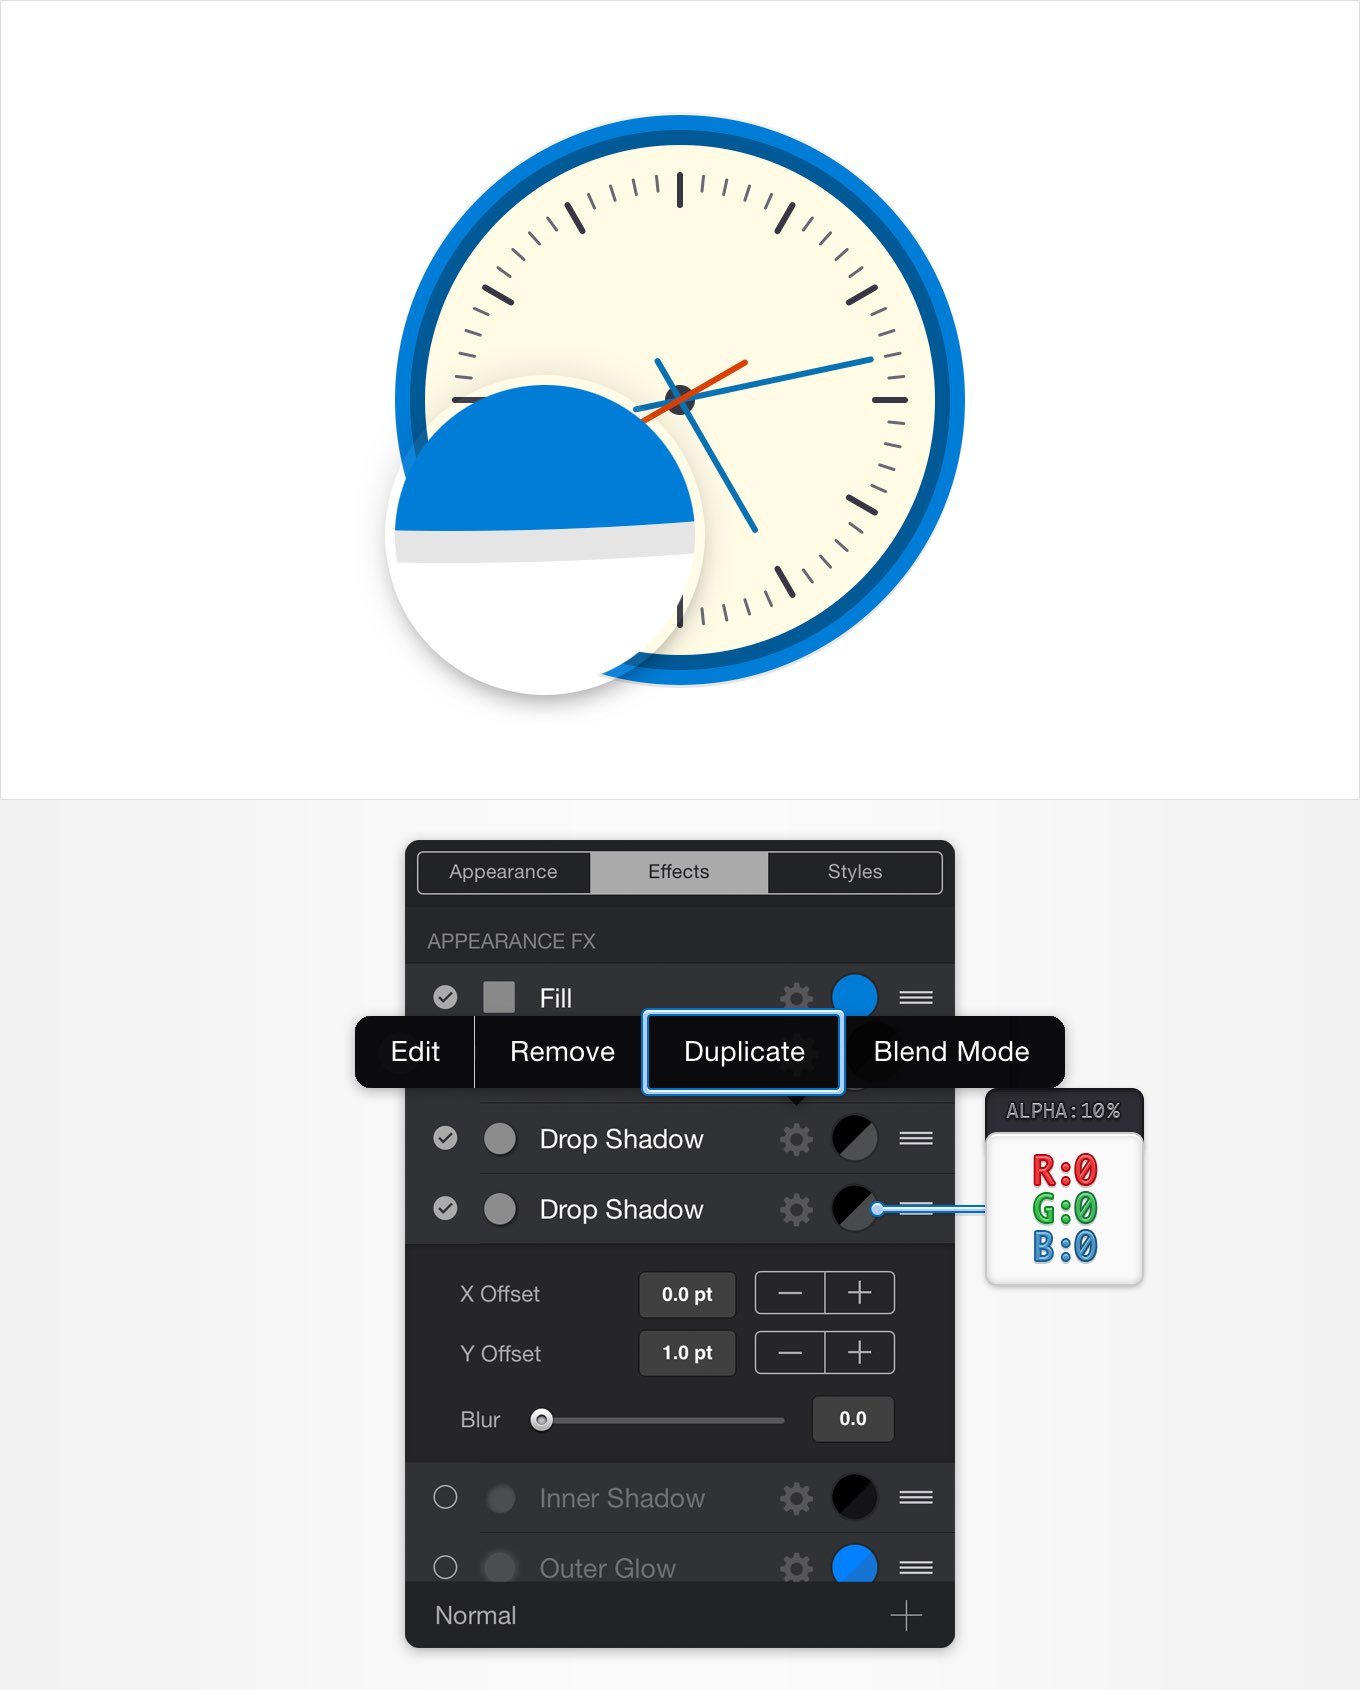 Appearance Effects Styles
APPEARANCE FX
Fill
Edit Remove Duplicate Blend Mode
ALPHA:10%
Drop Shadow
R:0
Drop Shadow
G:0
B:0
X Offset 0.0 pt
Y Offset 1.0 pt
Blur 0.0
Inner Shadow
Outer Glow
Normal